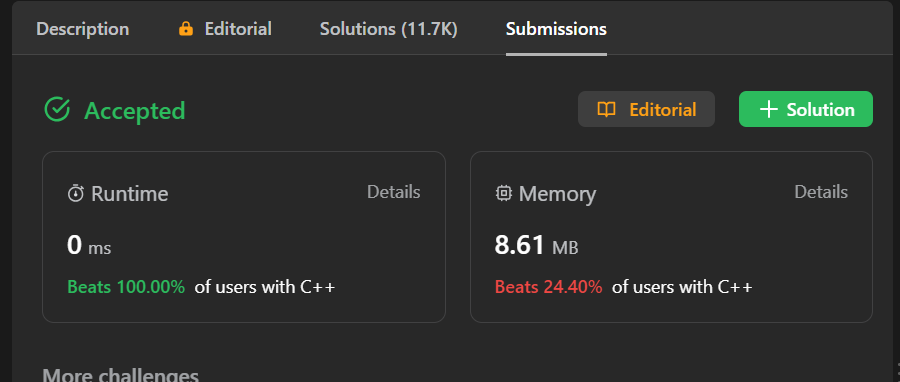 Description Editorial Solutions (11.7K) Submissions
Accepted Editorial + Solution
Runtime Details
0 ms
Beats 100.00% of users with C++
Memory Details
8.61 MB
Beats 24.40% of users with C++
More challenges